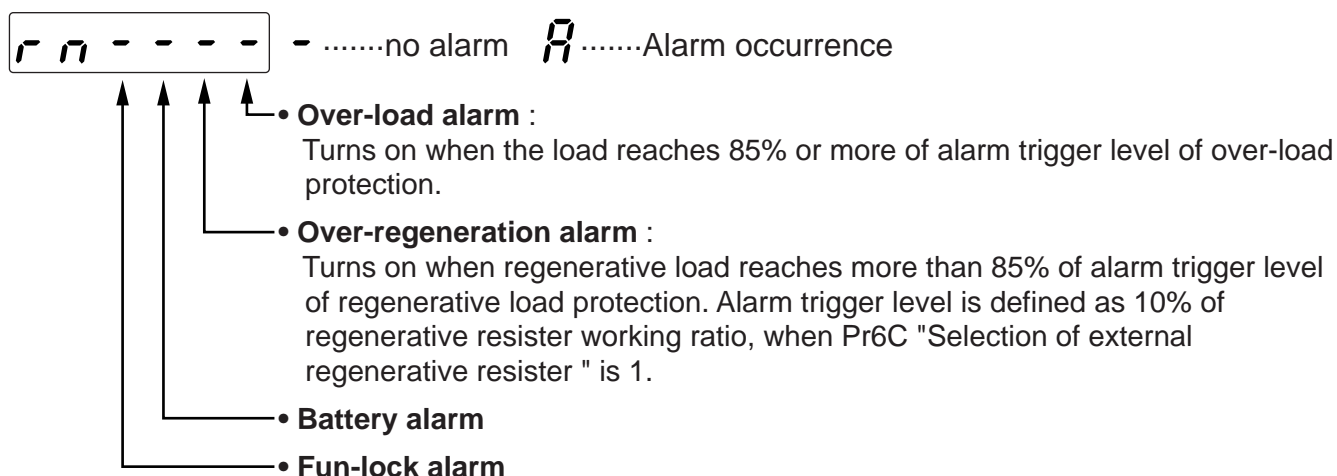 rn---- - .......no alarm A .......Alarm occurrence
• Over-load alarm :
Turns on when the load reaches 85% or more of alarm trigger level of over-load
protection.
• Over-regeneration alarm :
Turns on when regenerative load reaches more than 85% of alarm trigger level
of regenerative load protection. Alarm trigger level is defined as 10% of
regenerative resister working ratio, when Pr6C "Selection of external
regenerative resister " is 1.
• Battery alarm
• Fun-lock alarm